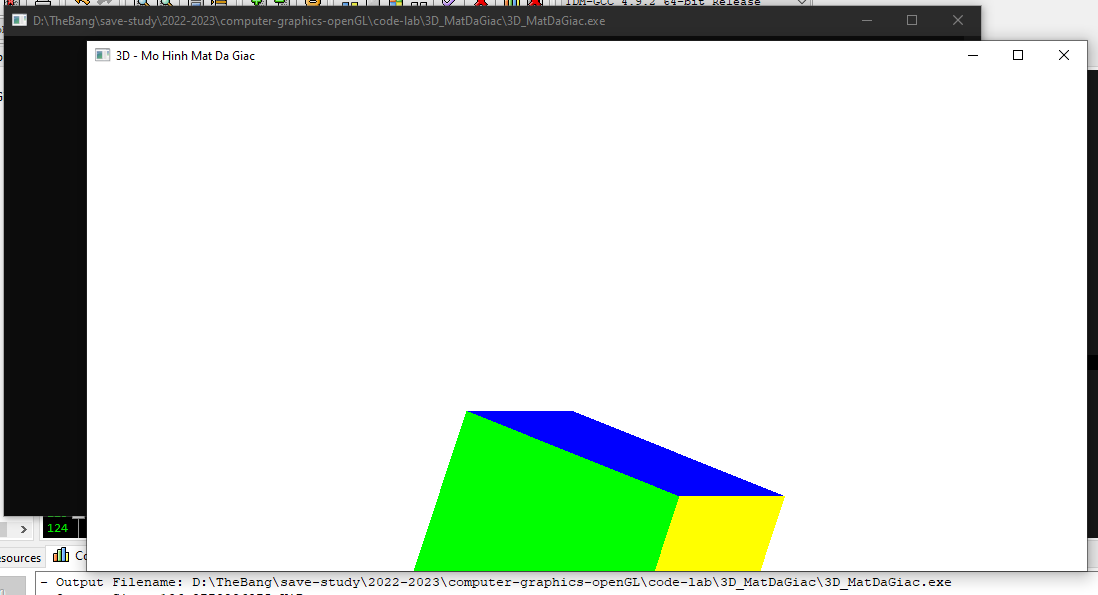 IDM-GCC 4.9.2 64-bit Release
D:\TheBang\save-study\2022-2023\computer-graphics-openGL\code-lab\3D_MatDaGiac\3D_MatDaGiac.exe
3D - Mo Hinh Mat Da Giac
124
esources
Co
- Output Filename: D:\TheBang\save-study\2022-2023\computer-graphics-openGL\code-lab\3D_MatDaGiac\3D_MatDaGiac.exe